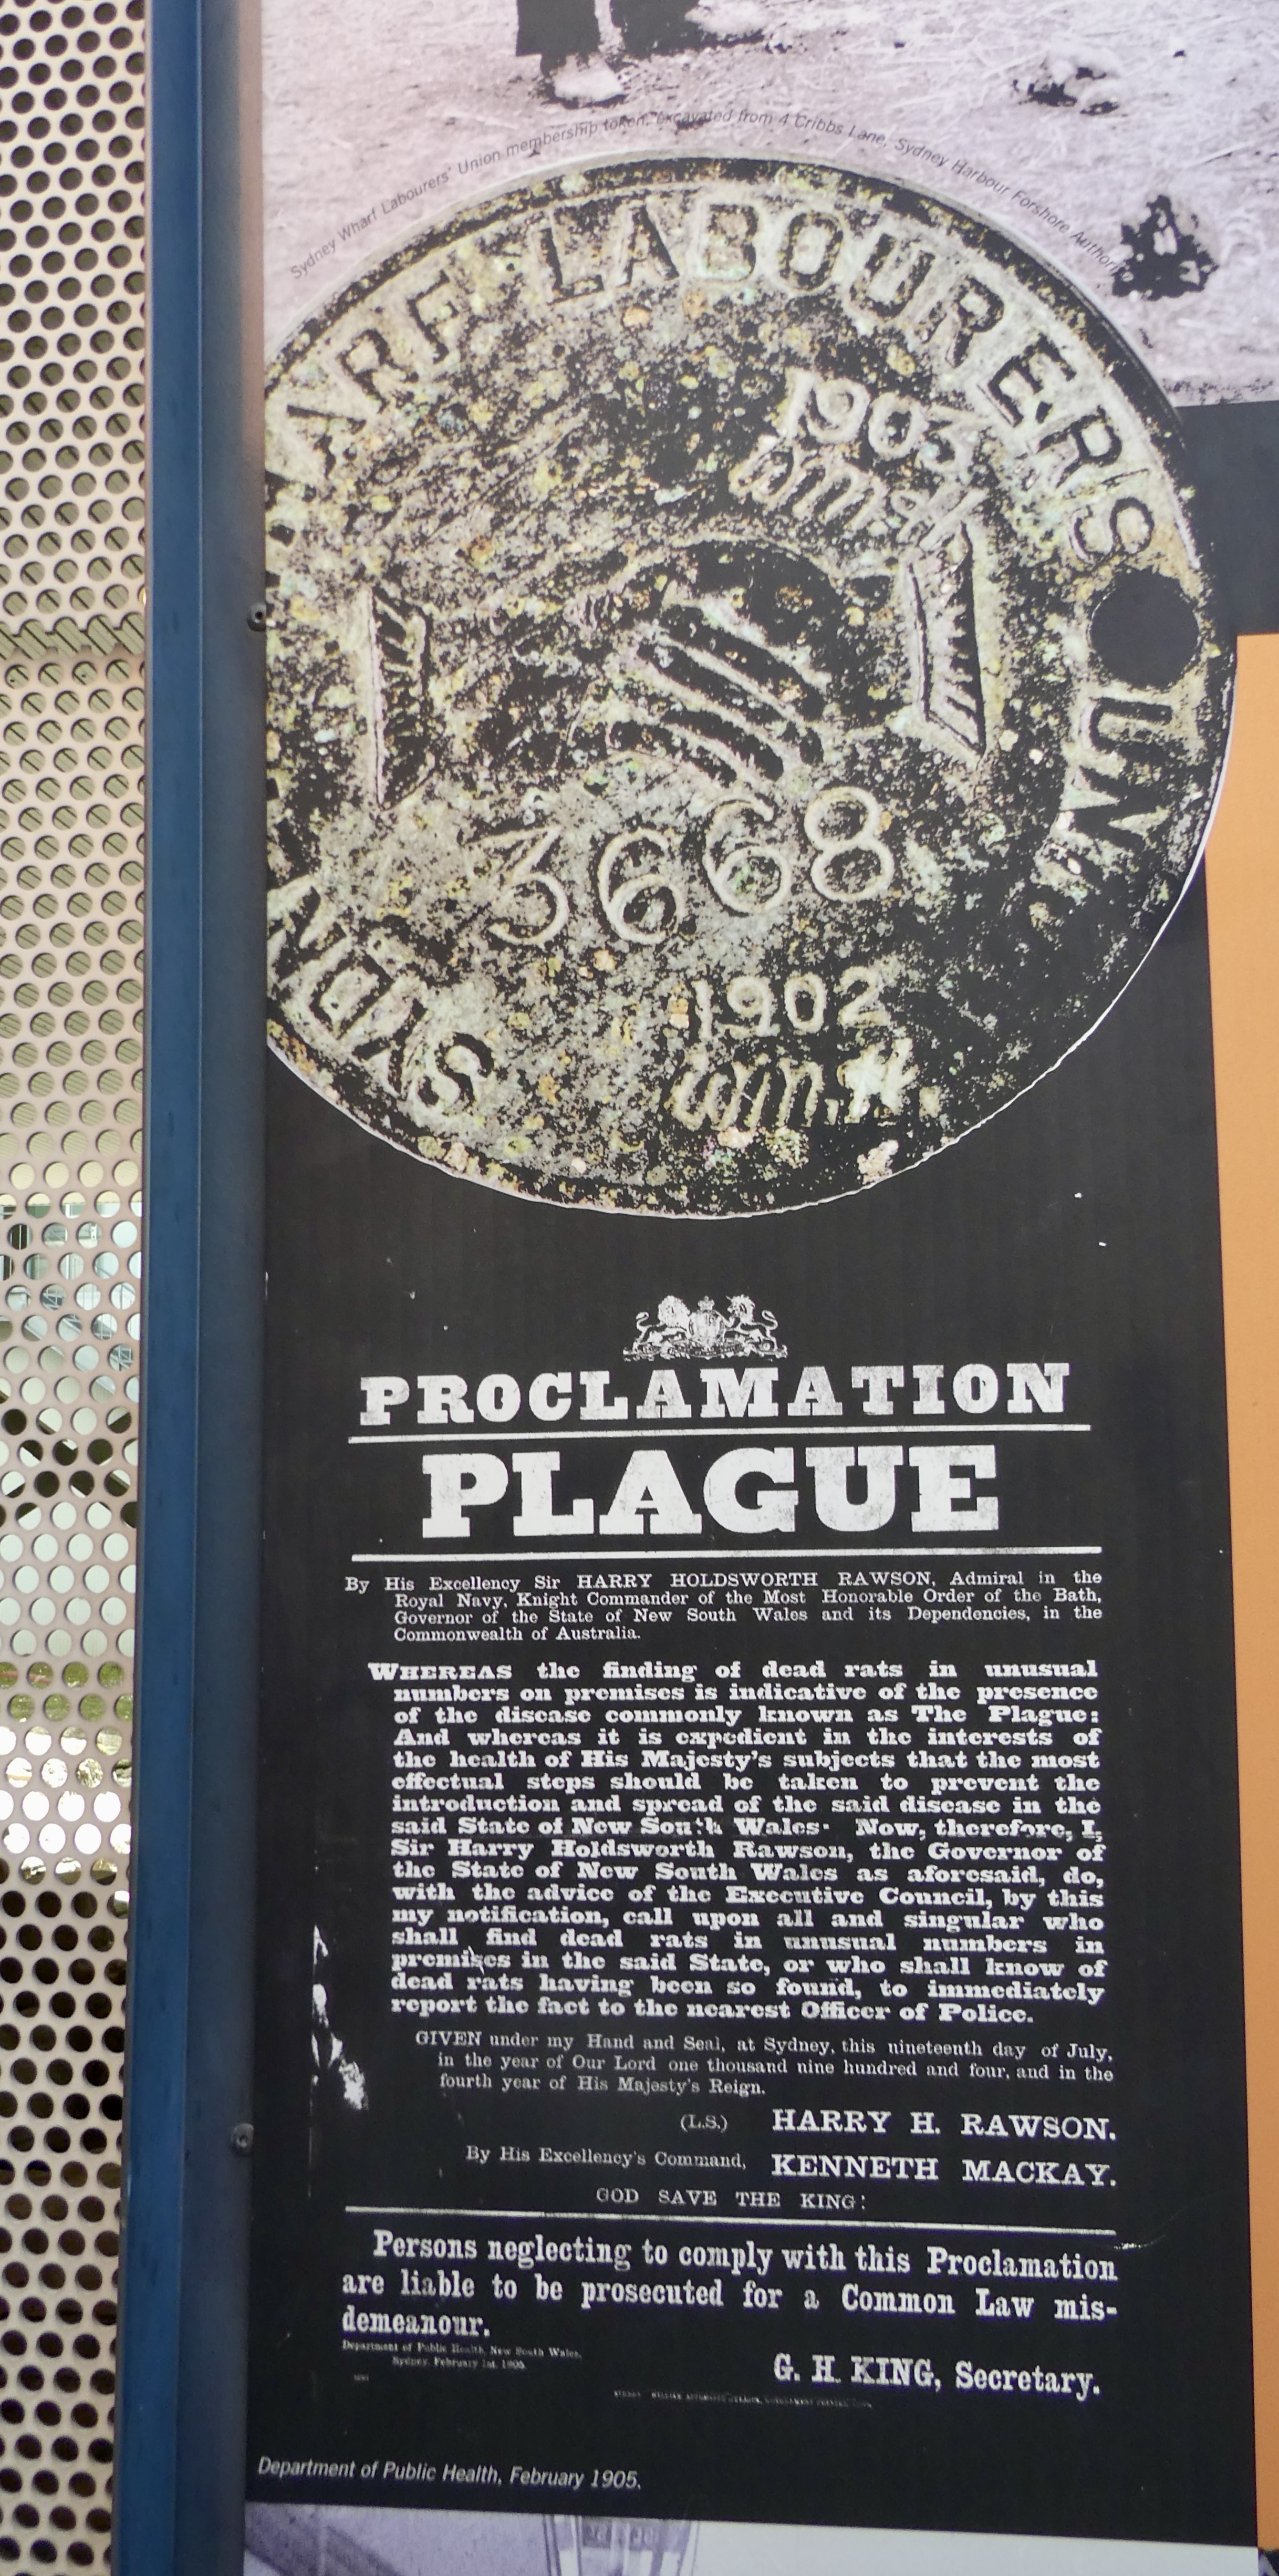 Sydney Wharf Labourers' Union membership token. Excavated from 4 Cribbs Lane, Sydney Harbour Forshore Authority
ARF LABOURERS UN
1903
3668
1902
SYDNEY
PROCLAMATION
PLAGUE
By His Excellency Sir HARRY HOLDSWORTH RAWSON, Admiral in the
Royal Navy, Knight Commander of the Most Honorable Order of the Bath,
Governor of the State of New South Wales and its Dependencies, in the
Commonwealth of Australia.
WHEREAS the finding of dead rats in unusual
numbers on premises is indicative of the presence
of the disease commonly known as The Plague:
And whereas it is expedient in the interests of
the health of His Majesty's subjects that the most
effectual steps should be taken to prevent the
introduction and spread of the said disease in the
said State of New South Wales· Now, therefore, I,
Sir Harry Holdsworth Rawson, the Governor of
the State of New South Wales as aforesaid, do,
with the advice of the Executive Council, by this
my notification, call upon all and singular who
shall find dead rats in unusual numbers in
premises in the said State, or who shall know of
dead rats having been so found, to immediately
report the fact to the nearest Officer of Police.
GIVEN under my Hand and Seal, at Sydney, this nineteenth day of July,
in the year of Our Lord one thousand nine hundred and four, and in the
fourth year of His Majesty's Reign.
(L.S.) HARRY H. RAWSON.
By His Excellency's Command, KENNETH MACKAY.
GOD SAVE THE KING!
Persons neglecting to comply with this Proclamation
are liable to be prosecuted for a Common Law mis-
demeanour.
Department of Public Health, New South Wales,
Sydney, February 1st, 1905.
G. H. KING, Secretary.
Department of Public Health, February 1905.